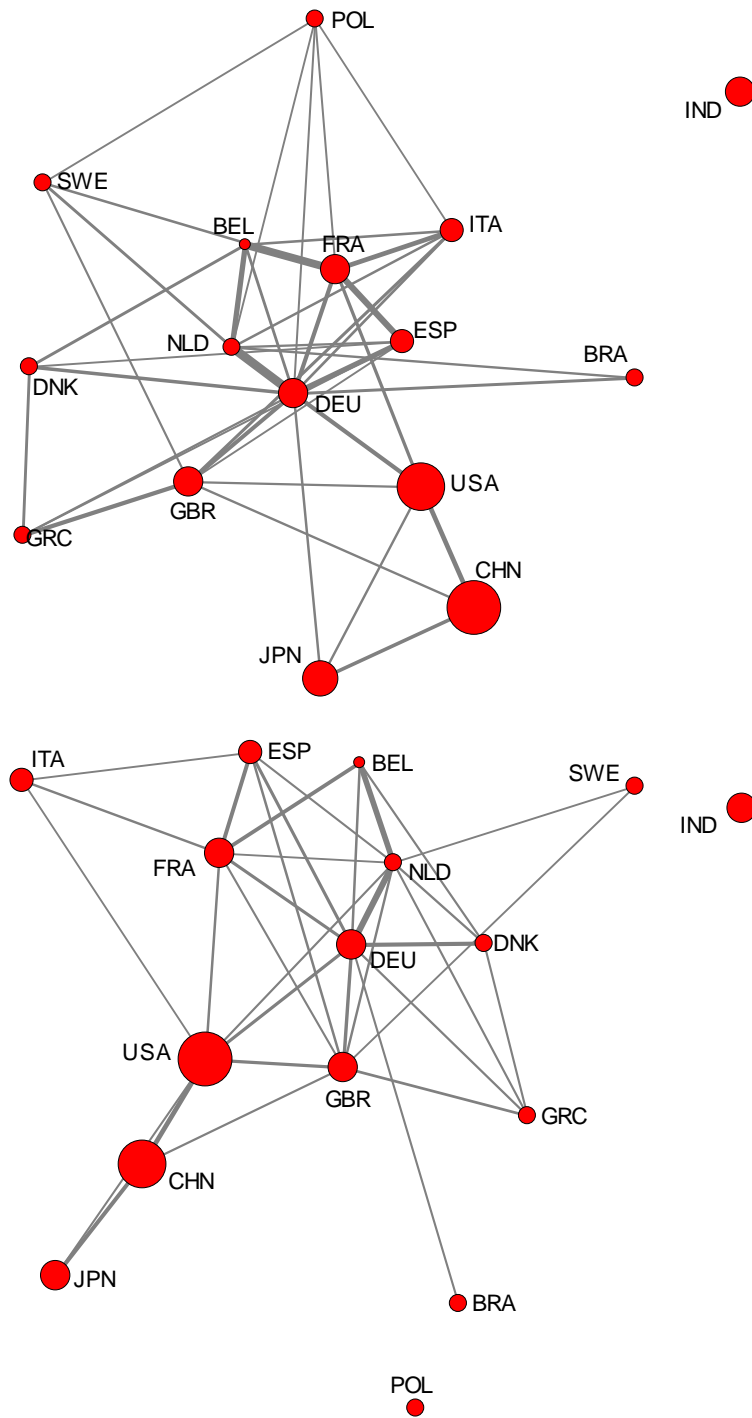 POL
IND
SWE
BEL
ITA
FRA
NLD
ESP
BRA
DNK
DEU
USA
GBR
GRC
CHN
JPN
ITA
ESP
BEL
SWE
IND
FRA
NLD
DNK
DEU
USA
GBR
GRC
CHN
JPN
BRA
POL